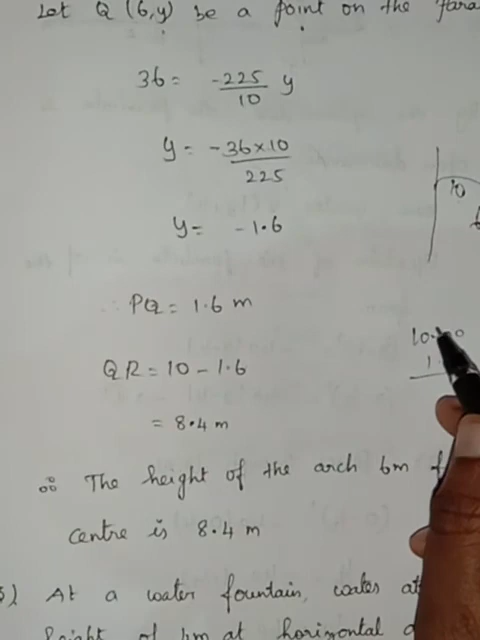 Let Q (6,y) be a point on the para
36 = -225/10 y
y = -36×10/225
y = -1.6
10
∴ PQ = 1.6 m
QR = 10 - 1.6
= 8.4 m
∴ The height of the arch 6m f
centre is 8.4 m
At a water fountain, water at
height of 4m at horizontal